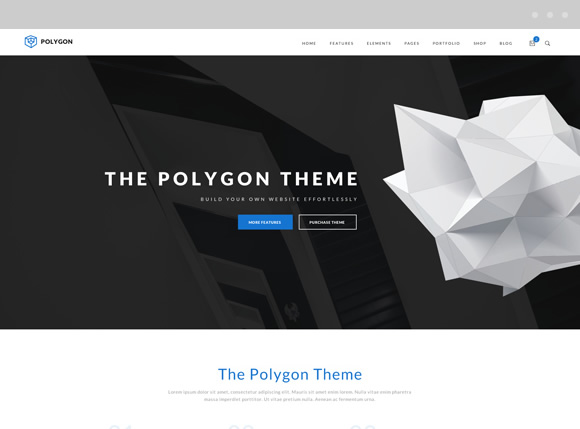 POLYGON
HOME FEATURES ELEMENTS PAGES PORTFOLIO SHOP BLOG
THE POLYGON THEME
BUILD YOUR OWN WEBSITE EFFORTLESSLY
MORE FEATURES PURCHASE THEME
The Polygon Theme
Lorem ipsum dolor sit amet, consectetur adipiscing elit. Mauris sit amet enim lorem. Nulla vitae enim pharetra
massa imperdiet porttitor. Ut vitae pretium nulla. Aenean ac fermentum urna.